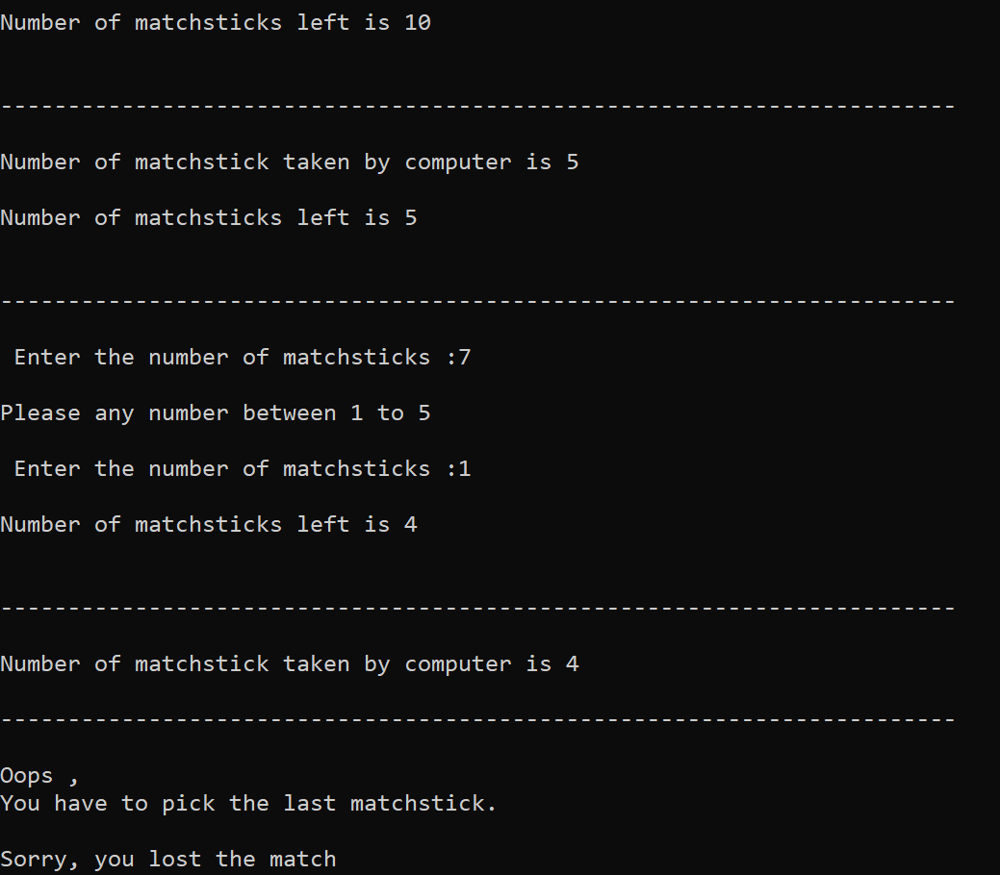 Number of matchsticks left is 10
-----------------------------------------------------------------------
Number of matchstick taken by computer is 5
Number of matchsticks left is 5
-----------------------------------------------------------------------
Enter the number of matchsticks :7
Please any number between 1 to 5
Enter the number of matchsticks :1
Number of matchsticks left is 4
-----------------------------------------------------------------------
Number of matchstick taken by computer is 4
-----------------------------------------------------------------------
Oops ,
You have to pick the last matchstick.
Sorry, you lost the match